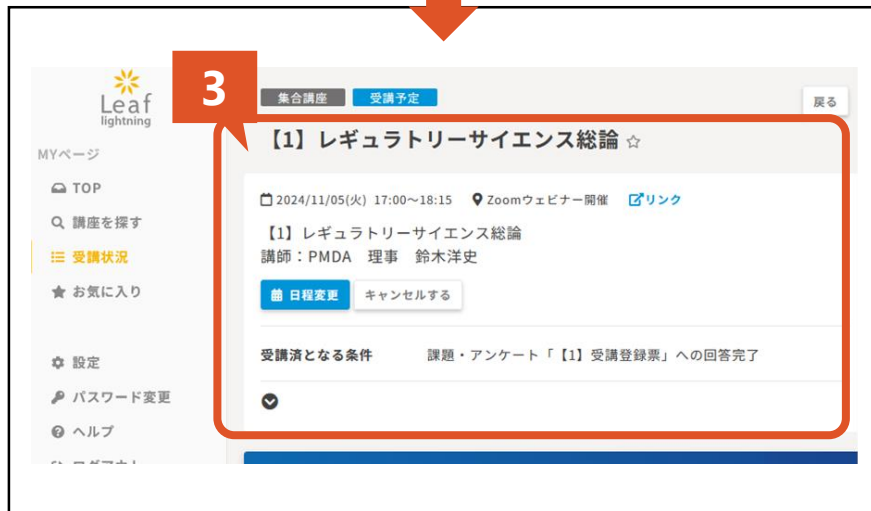 3
Leaf
lightning
MYページ
TOP
講座を探す
受講状況
お気に入り
設定
パスワード変更
ヘルプ
集合講座 受講予定
戻る
【1】レギュラトリーサイエンス総論
2024/11/05(火) 17:00～18:15 Zoomウェビナー開催 リンク
【1】レギュラトリーサイエンス総論
講師：PMDA 理事 鈴木洋史
日程変更 キャンセルする
受講済となる条件 課題・アンケート「【1】受講登録票」への回答完了